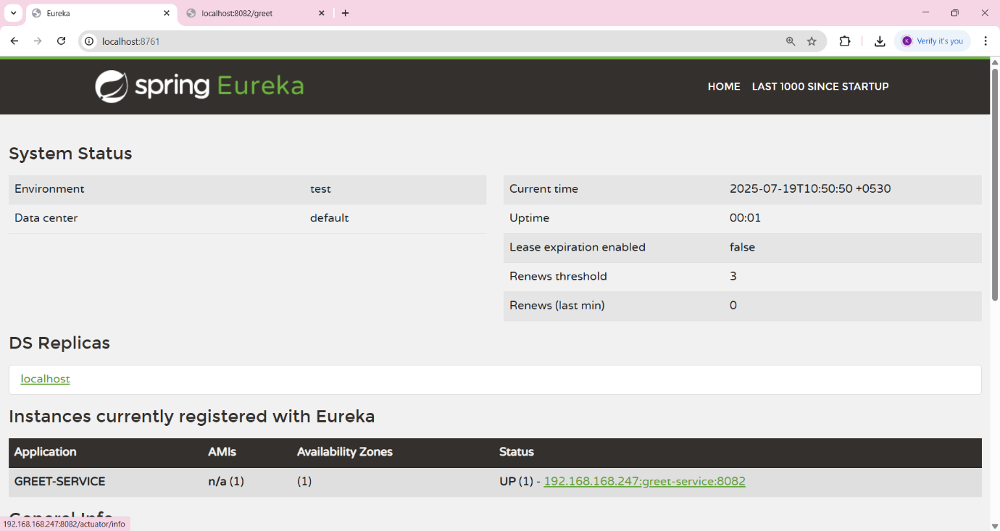 Eureka
localhost:8082/greet
localhost:8761
K
Verify it's you
spring Eureka
HOME LAST 1000 SINCE STARTUP
System Status
Environment test
Data center default
Current time 2025-07-19T10:50:50 +0530
Uptime 00:01
Lease expiration enabled false
Renews threshold 3
Renews (last min) 0
DS Replicas
localhost
Instances currently registered with Eureka
Application AMIs Availability Zones Status
GREET-SERVICE n/a (1) (1) UP (1) - 192.168.168.247:greet-service:8082
General Info
192.168.168.247:8082/actuator/info